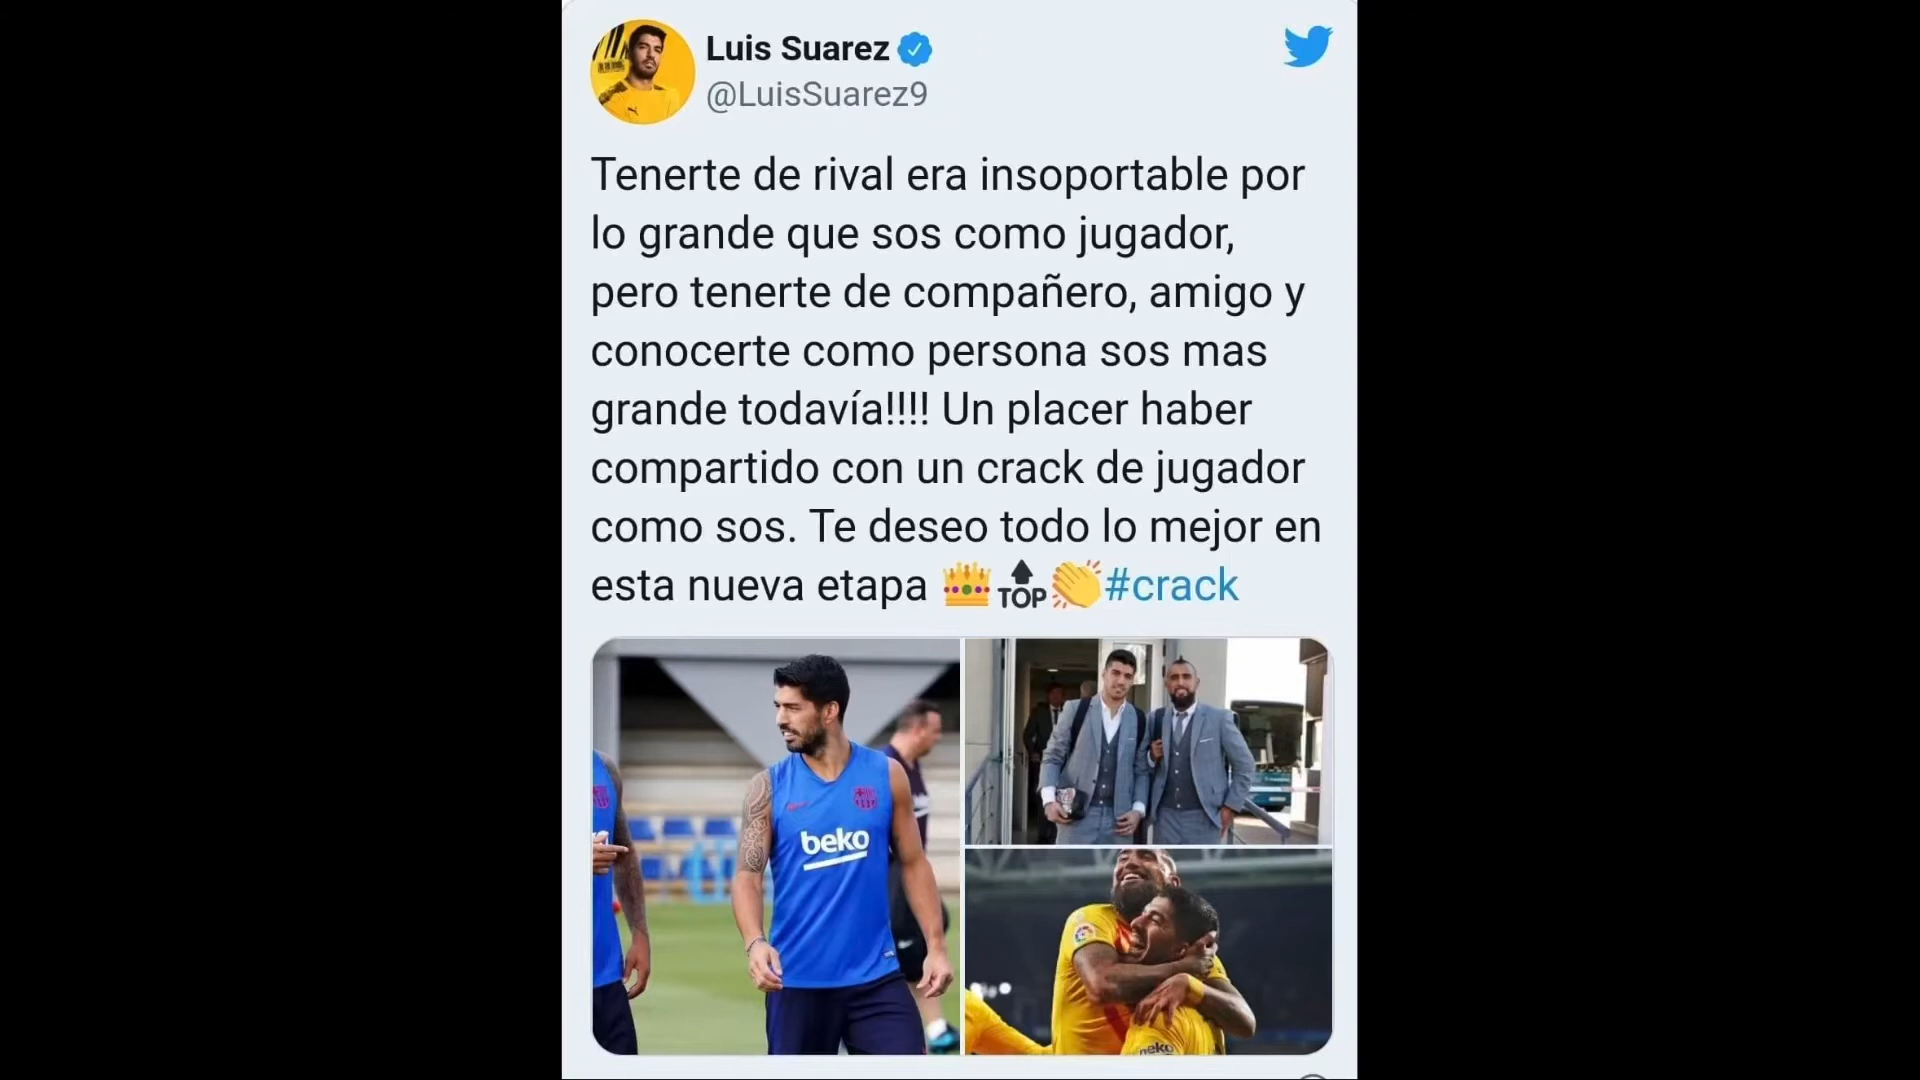 Luis Suarez
@LuisSuarez9
Tenerte de rival era insoportable por
lo grande que sos como jugador,
pero tenerte de compañero, amigo y
conocerte como persona sos mas
grande todavía!!!! Un placer haber
compartido con un crack de jugador
como sos. Te deseo todo lo mejor en
esta nueva etapa 👑🔝👏#crack
beko
beko